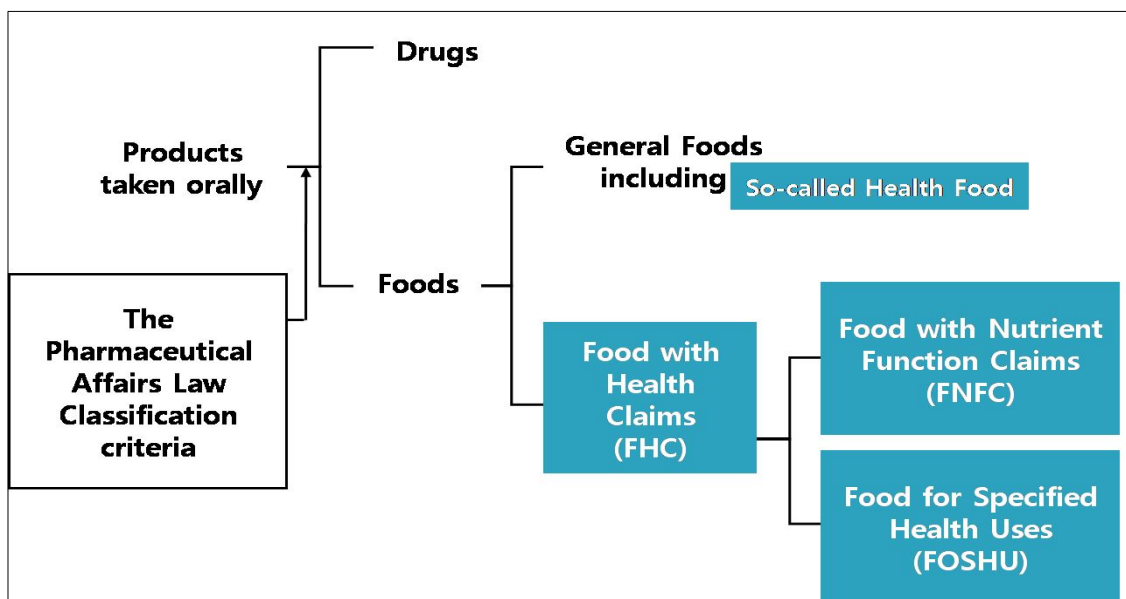 Drugs
Products
taken orally
General Foods
including
So-called Health Food
Foods
The
Pharmaceutical
Affairs Law
Classification
criteria
Food with
Health
Claims
(FHC)
Food with Nutrient
Function Claims
(FNFC)
Food for Specified
Health Uses
(FOSHU)